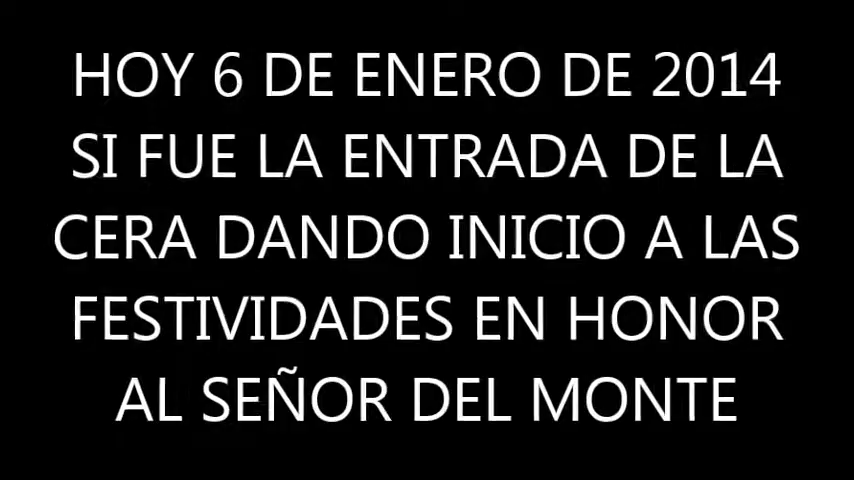 HOY 6 DE ENERO DE 2014
SI FUE LA ENTRADA DE LA
CERA DANDO INICIO A LAS
FESTIVIDADES EN HONOR
AL SEÑOR DEL MONTE